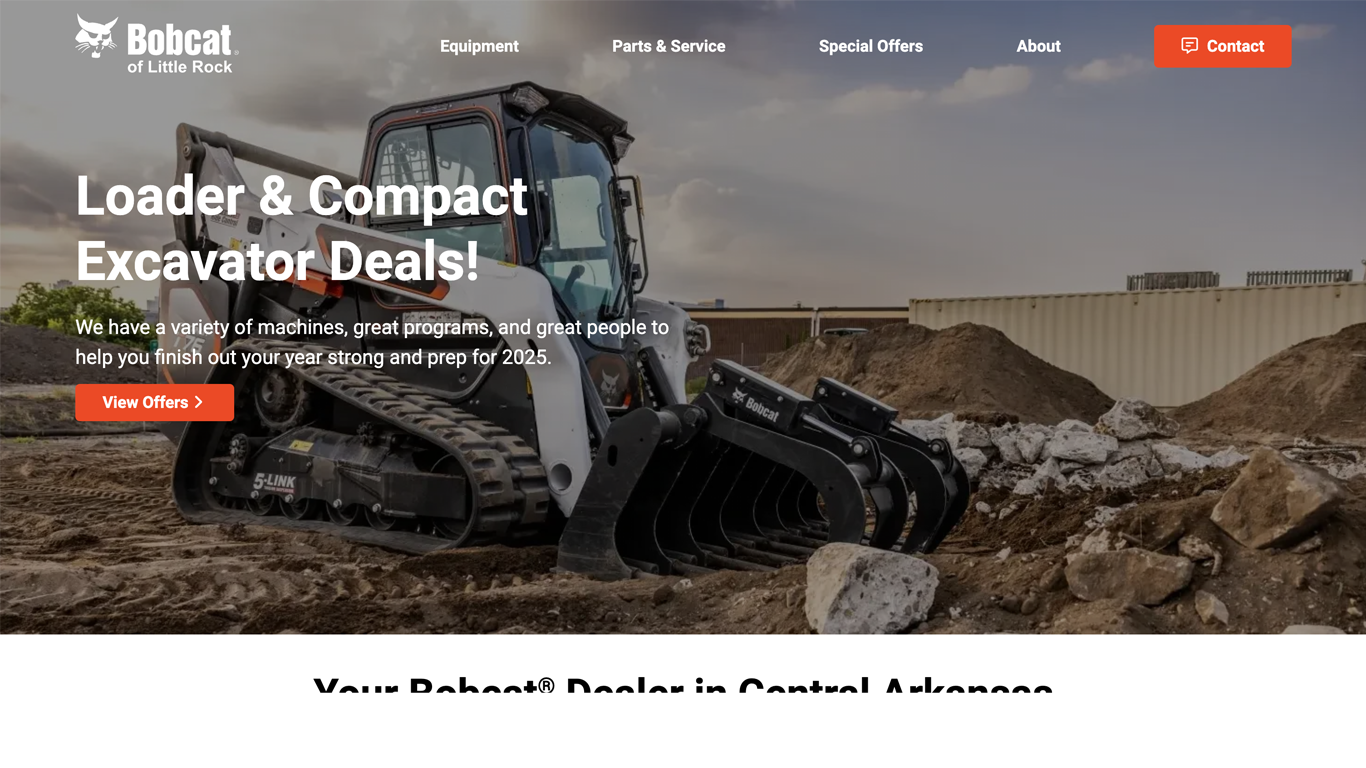 Bobcat
of Little Rock
Equipment
Parts & Service
Special Offers
About
Contact
Loader & Compact
Excavator Deals!
We have a variety of machines, great programs, and great people to
help you finish out your year strong and prep for 2025.
View Offers
T76
5-LINK
Bobcat
Your Bobcat® Dealer in Central Arkansas